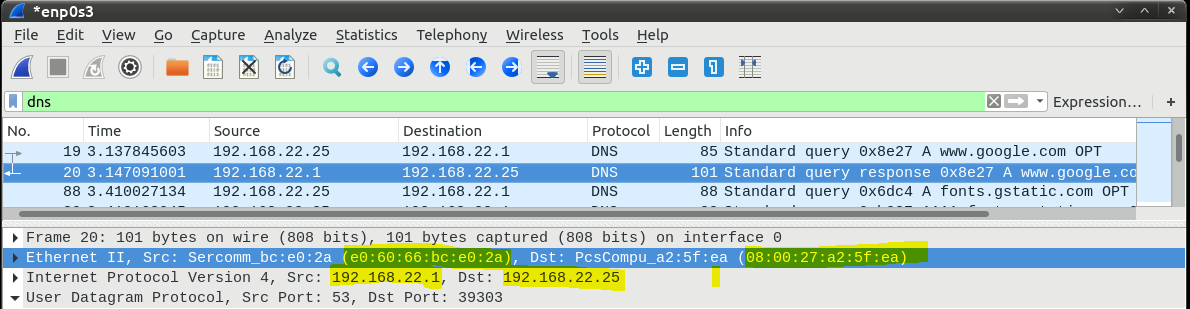 *enp0s3
File Edit View Go Capture Analyze Statistics Telephony Wireless Tools Help
dns Expression… +
No. Time Source Destination Protocol Length Info
19 3.137845603 192.168.22.25 192.168.22.1 DNS 85 Standard query 0x8e27 A www.google.com OPT
20 3.147091001 192.168.22.1 192.168.22.25 DNS 101 Standard query response 0x8e27 A www.google.co
88 3.410027134 192.168.22.25 192.168.22.1 DNS 88 Standard query 0x6dc4 A fonts.gstatic.com OPT
Frame 20: 101 bytes on wire (808 bits), 101 bytes captured (808 bits) on interface 0
Ethernet II, Src: Sercomm_bc:e0:2a (e0:60:66:bc:e0:2a), Dst: PcsCompu_a2:5f:ea (08:00:27:a2:5f:ea)
Internet Protocol Version 4, Src: 192.168.22.1, Dst: 192.168.22.25
User Datagram Protocol, Src Port: 53, Dst Port: 39303